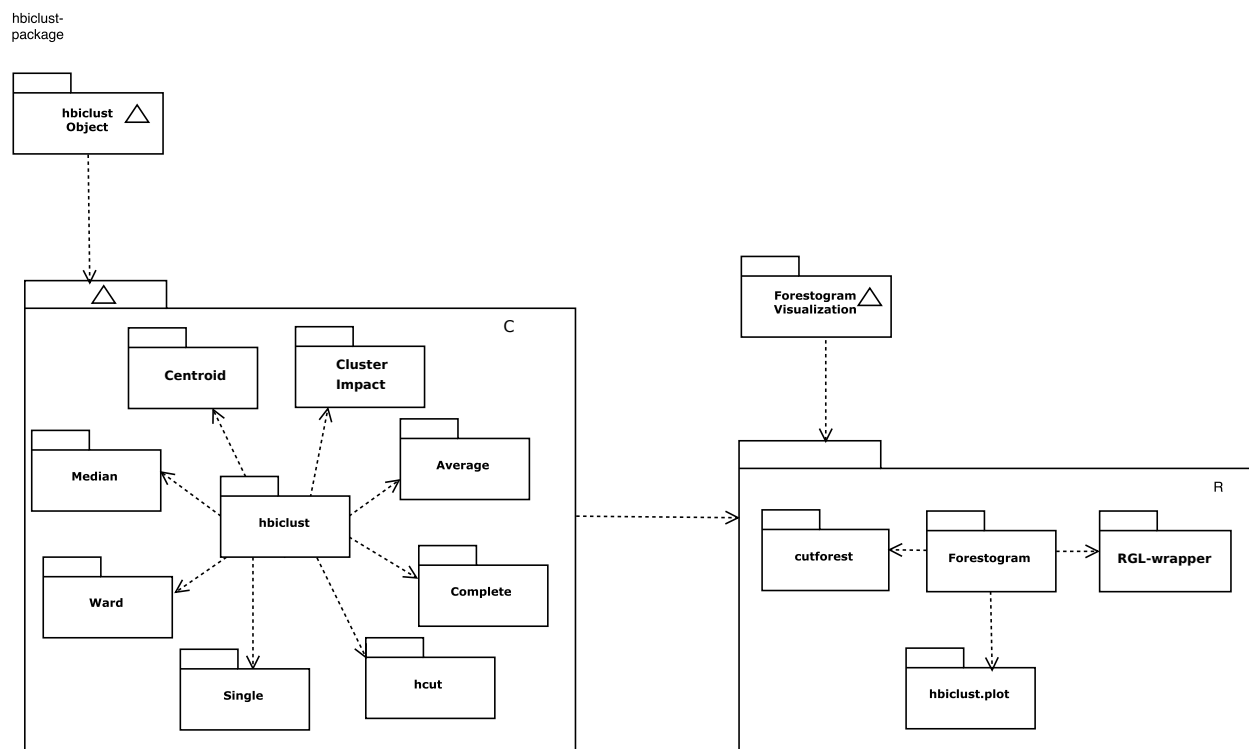 hbiclust-
package
hbiclust
Object
C
Centroid
Cluster
Impact
Median
Average
hbiclust
Ward
Complete
Single
hcut
Forestogram
Visualization
R
cutforest
Forestogram
RGL-wrapper
hbiclust.plot